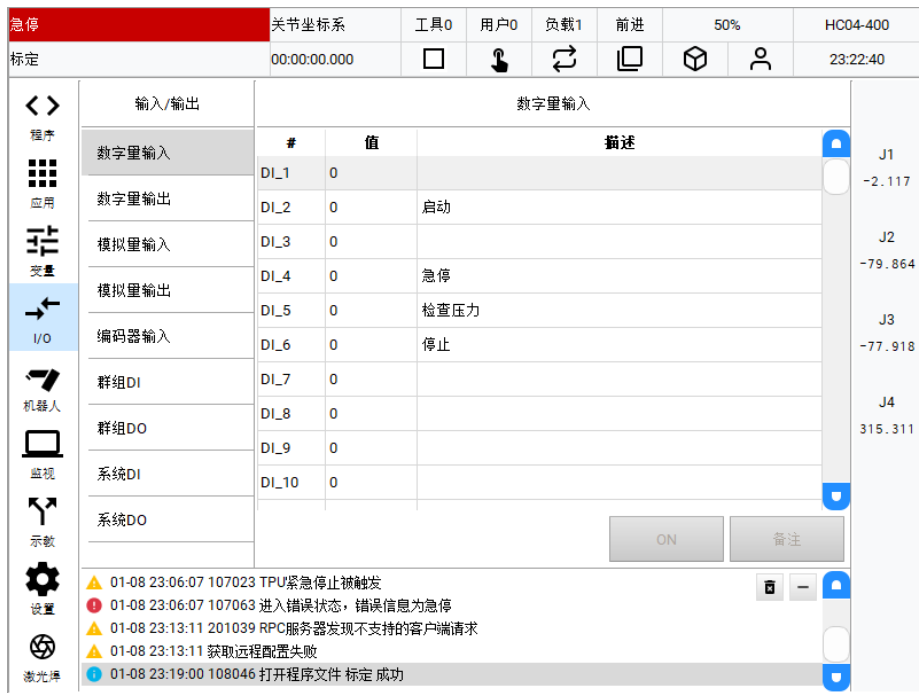 急停 关节坐标系 工具0 用户0 负载1 前进 50% HC04-400
标定 00:00:00.000 23:22:40
程序
应用
变量
I/O
机器人
监视
示教
设置
激光焊
输入/输出
数字量输入
数字量输出
模拟量输入
模拟量输出
编码器输入
群组DI
群组DO
系统DI
系统DO
数字量输入
# 值 描述
DI_1 0
DI_2 0 启动
DI_3 0
DI_4 0 急停
DI_5 0 检查压力
DI_6 0 停止
DI_7 0
DI_8 0
DI_9 0
DI_10 0
ON 备注
J1
-2.117
J2
-79.864
J3
-77.918
J4
315.311
01-08 23:06:07 107023 TPU紧急停止被触发
01-08 23:06:07 107063 进入错误状态，错误信息为急停
01-08 23:13:11 201039 RPC服务器发现不支持的客户端请求
01-08 23:13:11 获取远程配置失败
01-08 23:19:00 108046 打开程序文件 标定 成功